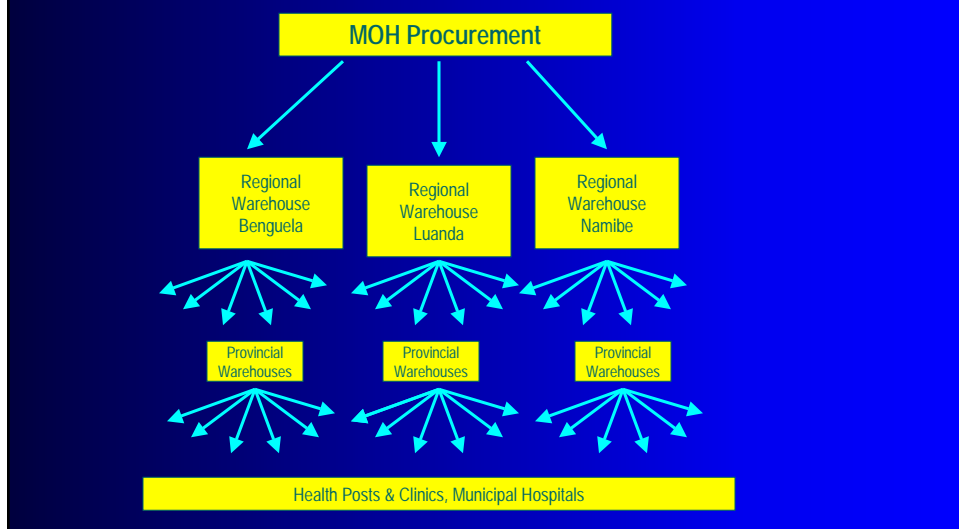 MOH Procurement
Regional
Warehouse
Benguela
Regional
Warehouse
Luanda
Regional
Warehouse
Namibe
Provincial
Warehouses
Provincial
Warehouses
Provincial
Warehouses
Health Posts & Clinics, Municipal Hospitals